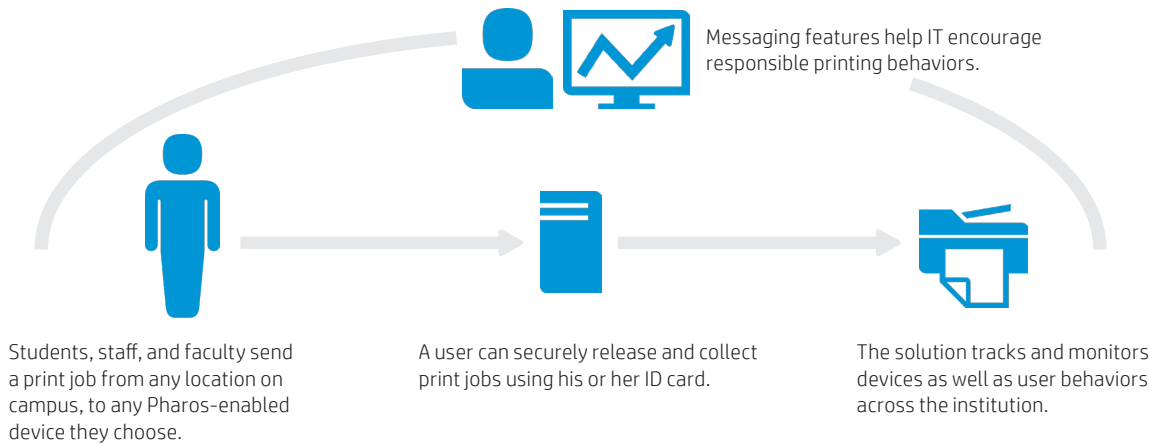 Messaging features help IT encourage
responsible printing behaviors.
Students, staff, and faculty send
a print job from any location on
campus, to any Pharos-enabled
device they choose.
A user can securely release and collect
print jobs using his or her ID card.
The solution tracks and monitors
devices as well as user behaviors
across the institution.